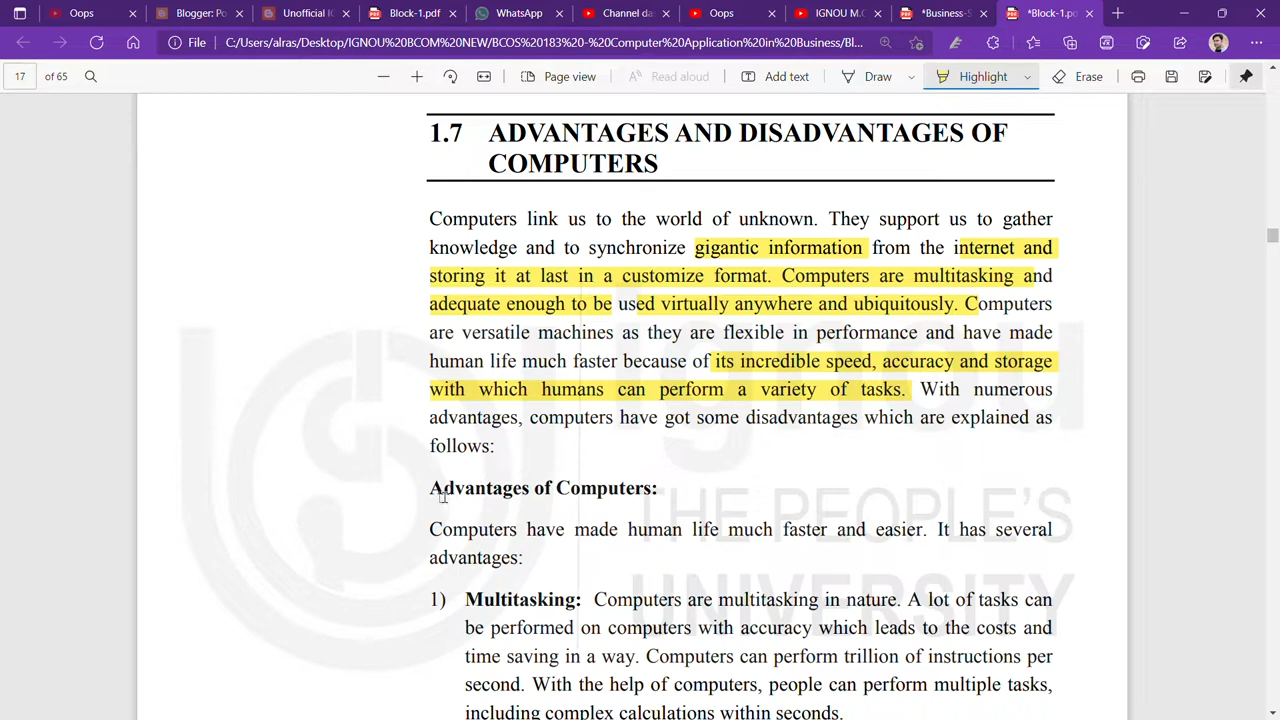 Oops
Blogger: Po
Unofficial IG
Block-1.pdf
WhatsApp
Channel das
Oops
IGNOU M.C
*Business-S
*Block-1.pd
File C:/Users/alras/Desktop/IGNOU%20BCOM%20NEW/BCOS%20183%20-%20Computer%20Application%20in%20Business/Bl...
17 of 65 Page view Read aloud Add text Draw Highlight Erase
1.7 ADVANTAGES AND DISADVANTAGES OF
COMPUTERS
Computers link us to the world of unknown. They support us to gather
knowledge and to synchronize gigantic information from the internet and
storing it at last in a customize format. Computers are multitasking and
adequate enough to be used virtually anywhere and ubiquitously. Computers
are versatile machines as they are flexible in performance and have made
human life much faster because of its incredible speed, accuracy and storage
with which humans can perform a variety of tasks. With numerous
advantages, computers have got some disadvantages which are explained as
follows:
Advantages of Computers:
Computers have made human life much faster and easier. It has several
advantages:
1) Multitasking: Computers are multitasking in nature. A lot of tasks can
be performed on computers with accuracy which leads to the costs and
time saving in a way. Computers can perform trillion of instructions per
second. With the help of computers, people can perform multiple tasks,
including complex calculations within seconds.
ignou
THE PEOPLE'S
UNIVERSITY